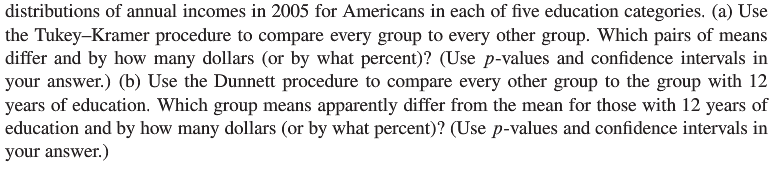 distributions of annual incomes in 2005 for Americans in each of five education categories. (a) Use
the Tukey–Kramer procedure to compare every group to every other group. Which pairs of means
differ and by how many dollars (or by what percent)? (Use p-values and confidence intervals in
your answer.) (b) Use the Dunnett procedure to compare every other group to the group with 12
years of education. Which group means apparently differ from the mean for those with 12 years of
education and by how many dollars (or by what percent)? (Use p-values and confidence intervals in
your answer.)